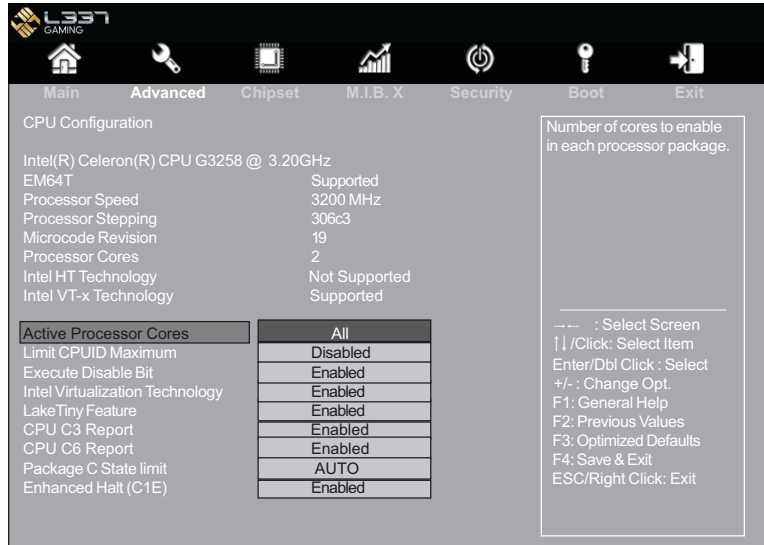 L337
GAMING
Main Advanced Chipset M.I.B. X Security Boot Exit
CPU Configuration
Intel(R) Celeron(R) CPU G3258 @ 3.20GHz
EM64T Supported
Processor Speed 3200 MHz
Processor Stepping 306c3
Microcode Revision 19
Processor Cores 2
Intel HT Technology Not Supported
Intel VT-x Technology Supported
Active Processor Cores All
Limit CPUID Maximum Disabled
Execute Disable Bit Enabled
Intel Virtualization Technology Enabled
LakeTiny Feature Enabled
CPU C3 Report Enabled
CPU C6 Report Enabled
Package C State limit AUTO
Enhanced Halt (C1E) Enabled
Number of cores to enable
in each processor package.
→← : Select Screen
↑↓/Click: Select Item
Enter/Dbl Click : Select
+/- : Change Opt.
F1: General Help
F2: Previous Values
F3: Optimized Defaults
F4: Save & Exit
ESC/Right Click: Exit